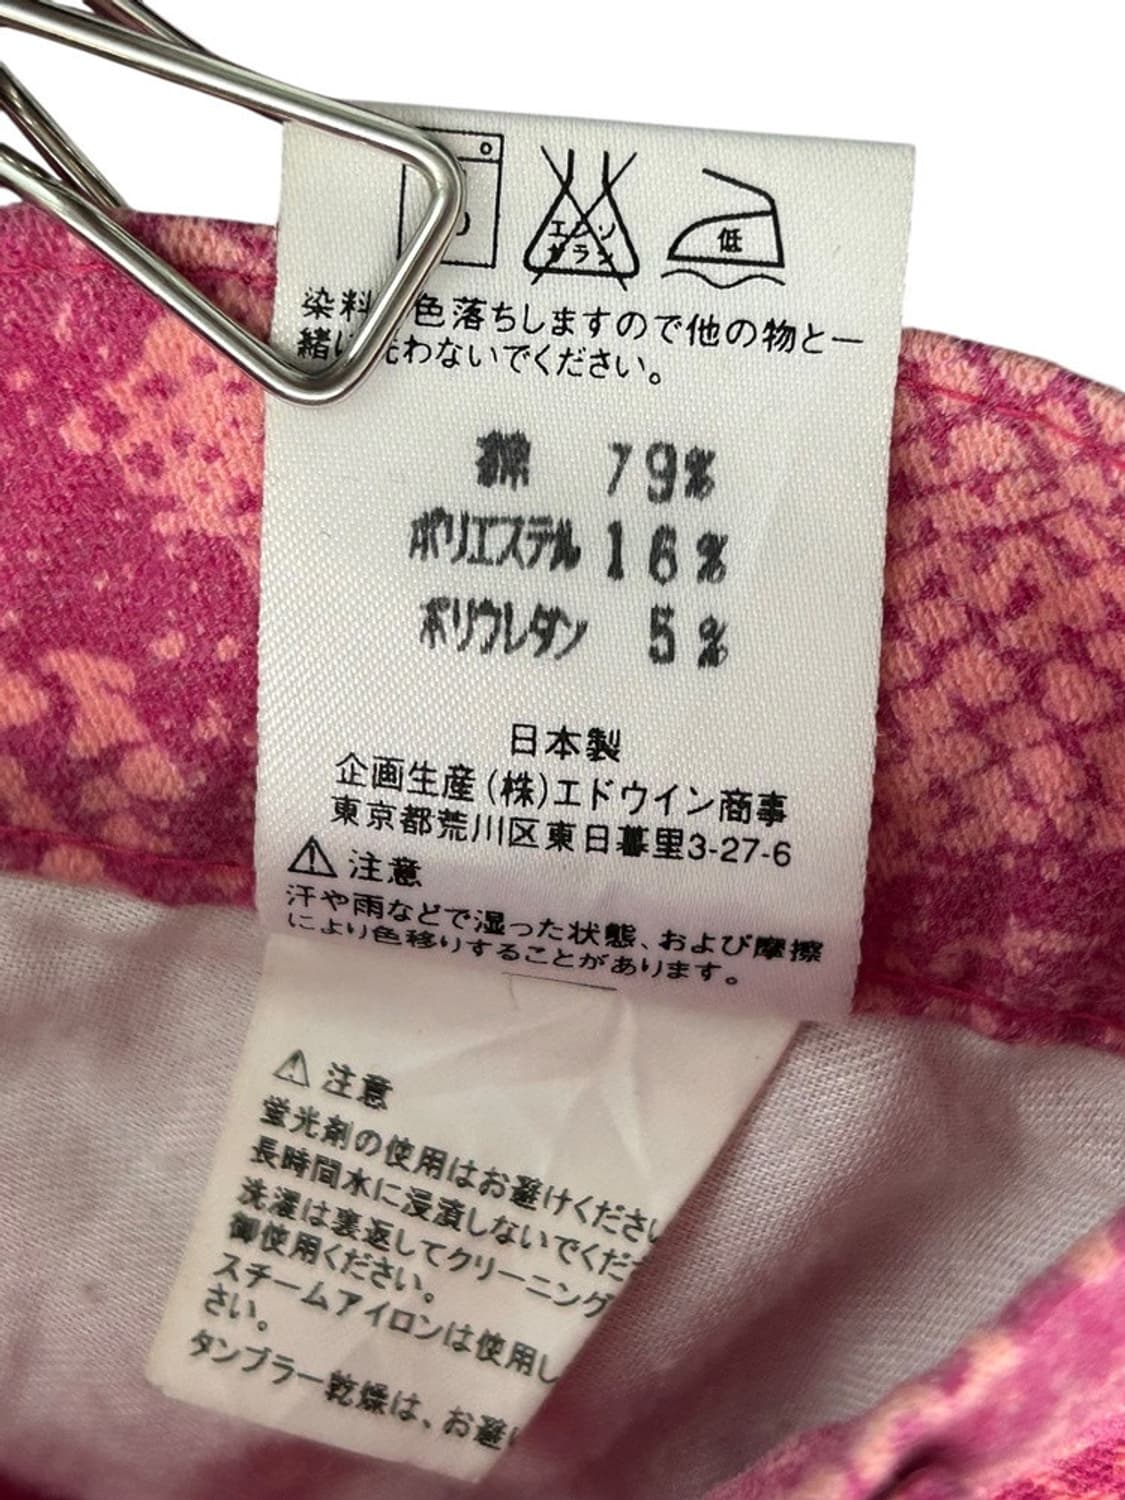 エンソ
サラシ
低
染料 色落ちしますので他の物と一
緒に 洗わないでください。
綿 79%
ポリエステル 16%
ポリウレタン 5%
日本製
企画生産(株)エドウイン商事
東京都荒川区東日暮里3-27-6
⚠ 注意
汗や雨などで湿った状態、および摩擦
により色移りすることがあります。
⚠ 注意
蛍光剤の使用はお避けくださ
長時間水に浸漬しないでくだ
洗濯は裏返してクリーニング
御使用ください。
スチームアイロンは使用し
さい。
タンブラー乾燥は、お避